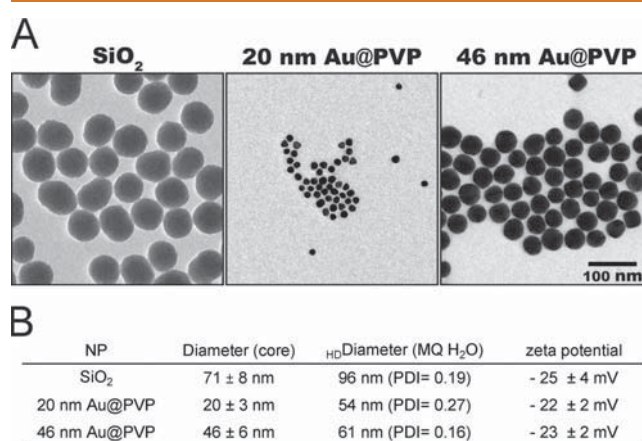 A
SiO₂ 20 nm Au@PVP 46 nm Au@PVP
100 nm
B
NP Diameter (core) HDDiameter (MQ H₂O) zeta potential
SiO₂ 71 ± 8 nm 96 nm (PDI= 0.19) - 25 ± 4 mV
20 nm Au@PVP 20 ± 3 nm 54 nm (PDI= 0.27) - 22 ± 2 mV
46 nm Au@PVP 46 ± 6 nm 61 nm (PDI= 0.16) - 23 ± 2 mV